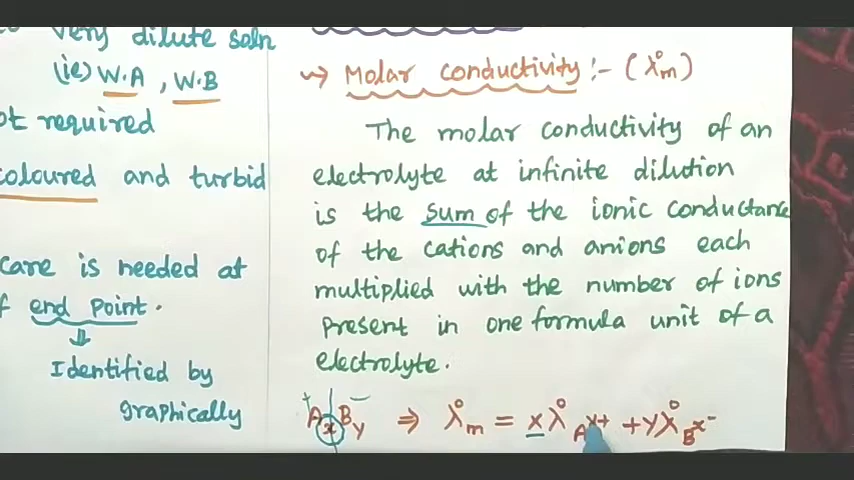 very dilute soln
(ie) W.A , W.B
required
coloured and turbid
care is needed at
end point.
⇓
Identified by
graphically
↝ Molar conductivity :- (λ°m)
The molar conductivity of an
electrolyte at infinite dilution
is the sum of the ionic conductance
of the cations and anions each
multiplied with the number of ions
present in one formula unit of a
electrolyte.
+ −
AxBy ⇒ λ°m = xλ°A y+ + yλ°B x−